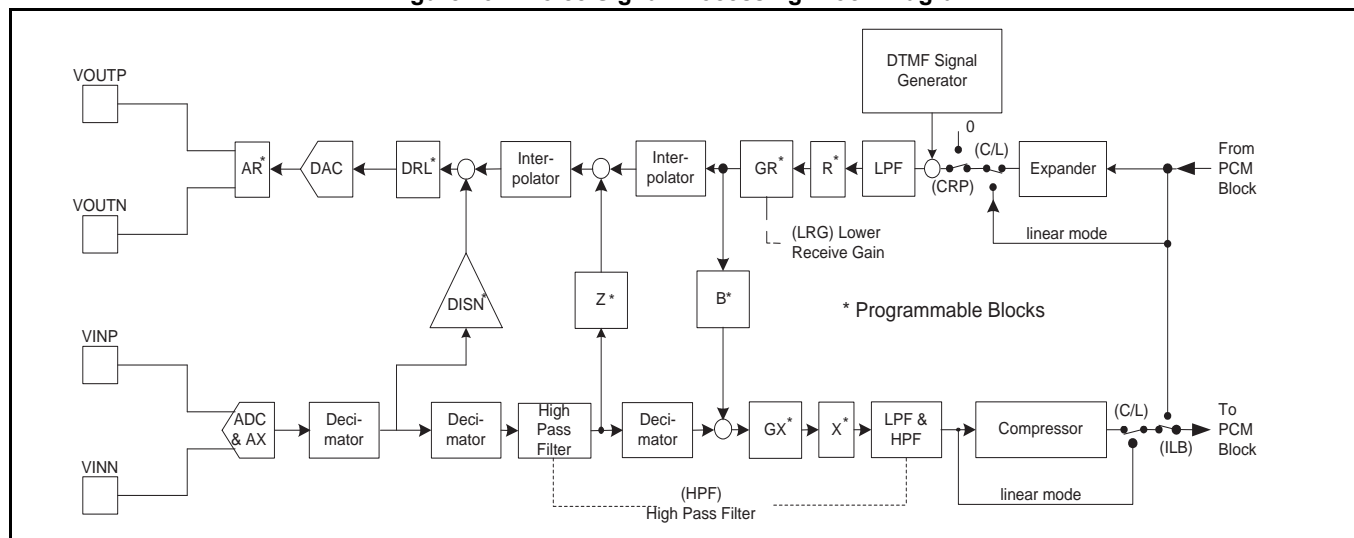 DTMF Signal
Generator
VOUTP
0
(C/L)
AR*
DAC
DRL*
Inter-
polator
Inter-
polator
GR*
R*
LPF
(CRP)
Expander
From
PCM
Block
VOUTN
(LRG) Lower
Receive Gain
linear mode
DISN*
Z*
B*
* Programmable Blocks
VINP
ADC
& AX
Deci-
mator
Deci-
mator
High
Pass
Filter
Deci-
mator
GX*
X*
LPF &
HPF
Compressor
(C/L)
(ILB)
To
PCM
Block
VINN
(HPF)
High Pass Filter
linear mode